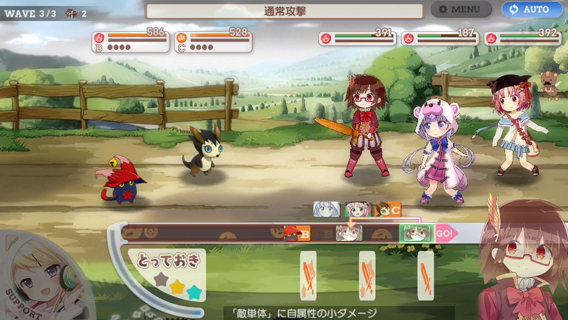 WAVE 3/3 2
通常攻撃
MENU
AUTO
586
B
528
C
391
187
392
C
B
GO!
とっておき
SUPPORT
「敵単体」に自属性の小ダメージ